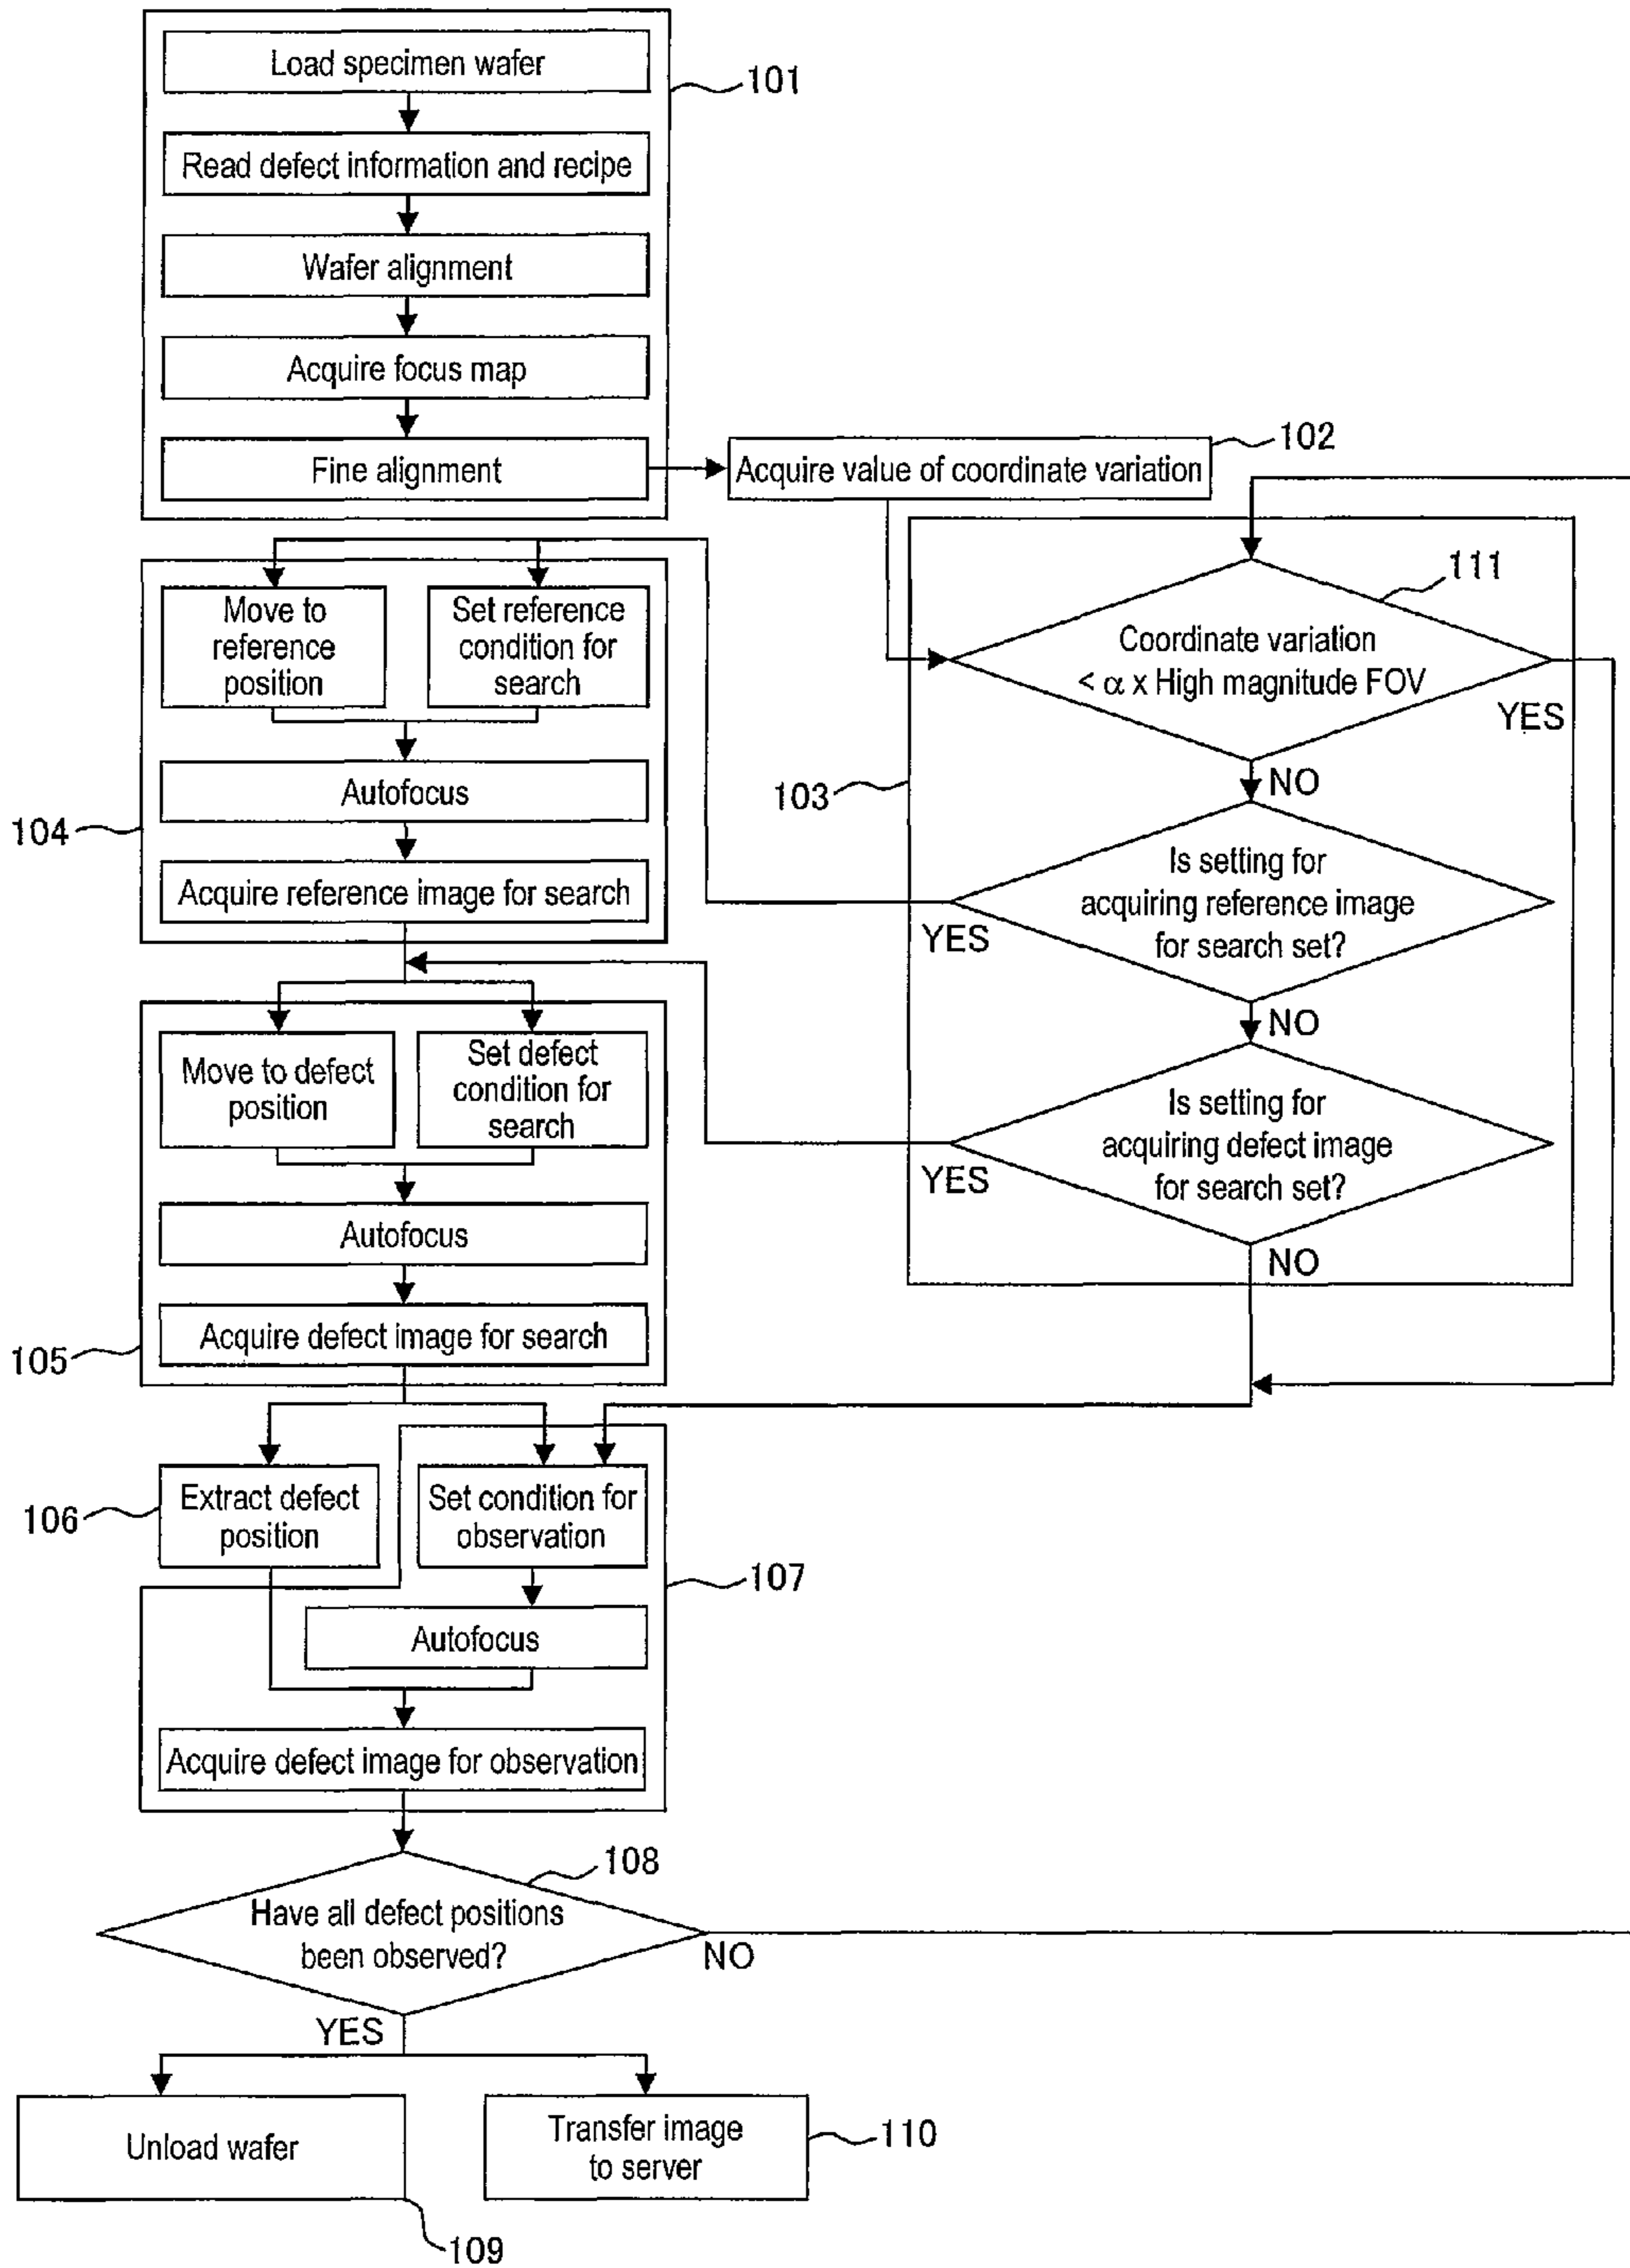 Load specimen wafer
101
Read defect information and recipe
Wafer alignment
Acquire focus map
Fine alignment
102
Acquire value of coordinate variation
111
Coordinate variation
< α x High magnitude FOV
YES
NO
103
Is setting for
acquiring reference image
for search set?
YES
NO
Is setting for
acquiring defect image
for search set?
YES
NO
104
Move to
reference
position
Set reference
condition for
search
Autofocus
Acquire reference image for search
105
Move to defect
position
Set defect
condition for
search
Autofocus
Acquire defect image for search
106
Extract defect
position
Set condition for
observation
107
Autofocus
Acquire defect image for observation
108
Have all defect positions
been observed?
NO
YES
Unload wafer
109
Transfer image
to server
110